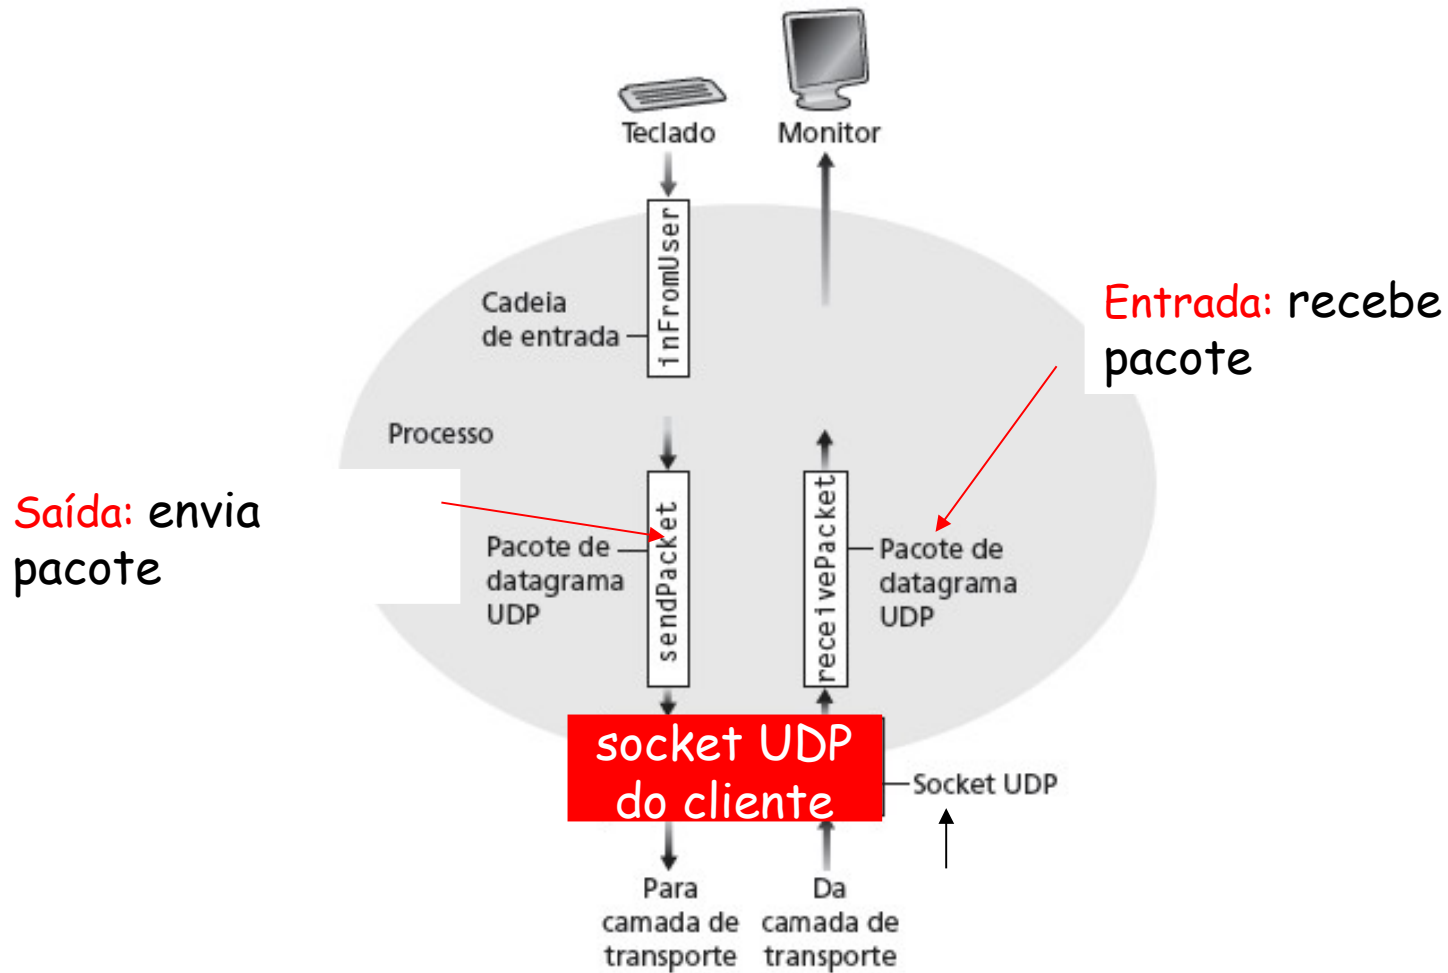 Teclado
Monitor
inFromUser
Cadeia
de entrada
Entrada: recebe
pacote
Processo
Saída: envia
pacote
Pacote de
datagrama
UDP
sendPacket
receivePacket
Pacote de
datagrama
UDP
socket UDP
do cliente
Socket UDP
Para
camada de
transporte
Da
camada de
transporte